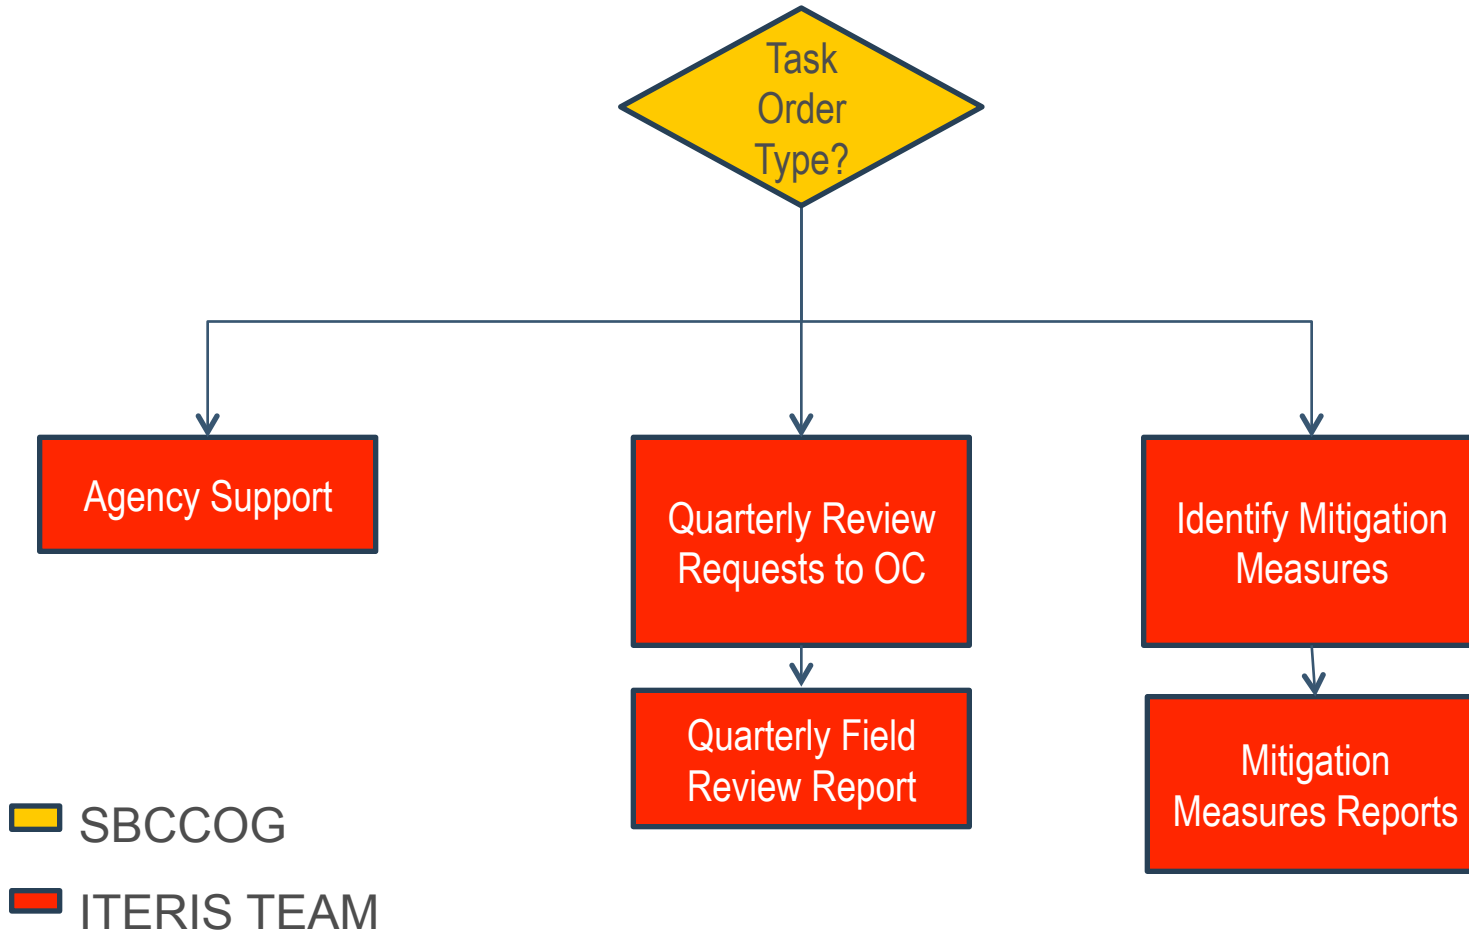 Task
Order
Type?
Agency Support
Quarterly Review
Requests to OC
Identify Mitigation
Measures
Quarterly Field
Review Report
Mitigation
Measures Reports
SBCCOG
ITERIS TEAM